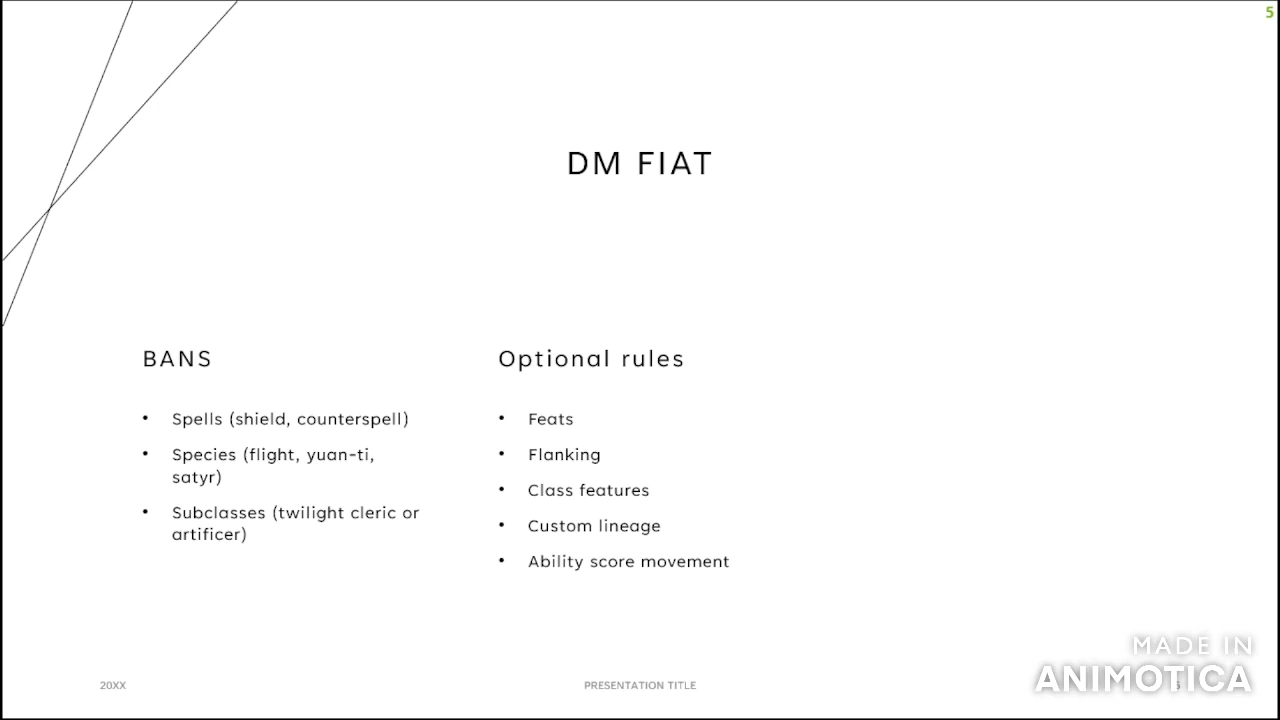 5
DM FIAT
BANS
• Spells (shield, counterspell)
• Species (flight, yuan-ti,
satyr)
• Subclasses (twilight cleric or
artificer)
Optional rules
• Feats
• Flanking
• Class features
• Custom lineage
• Ability score movement
20XX
PRESENTATION TITLE
MADE IN
ANIMOTICA